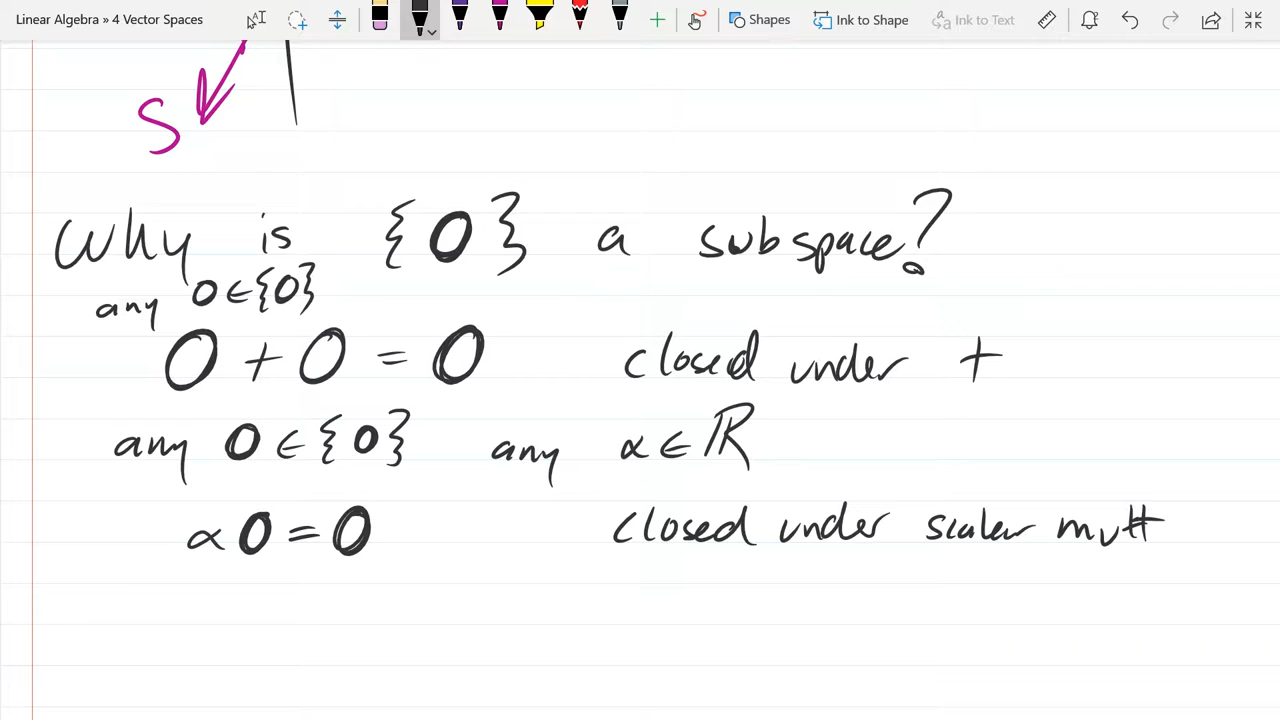 Linear Algebra » 4 Vector Spaces
Shapes
Ink to Shape
Ink to Text
S
Why is {0} a subspace?
any 0 ∈ {0}
0 + 0 = 0 closed under +
any 0 ∈ {0} any α ∈ ℝ
α0 = 0 closed under scalar mult